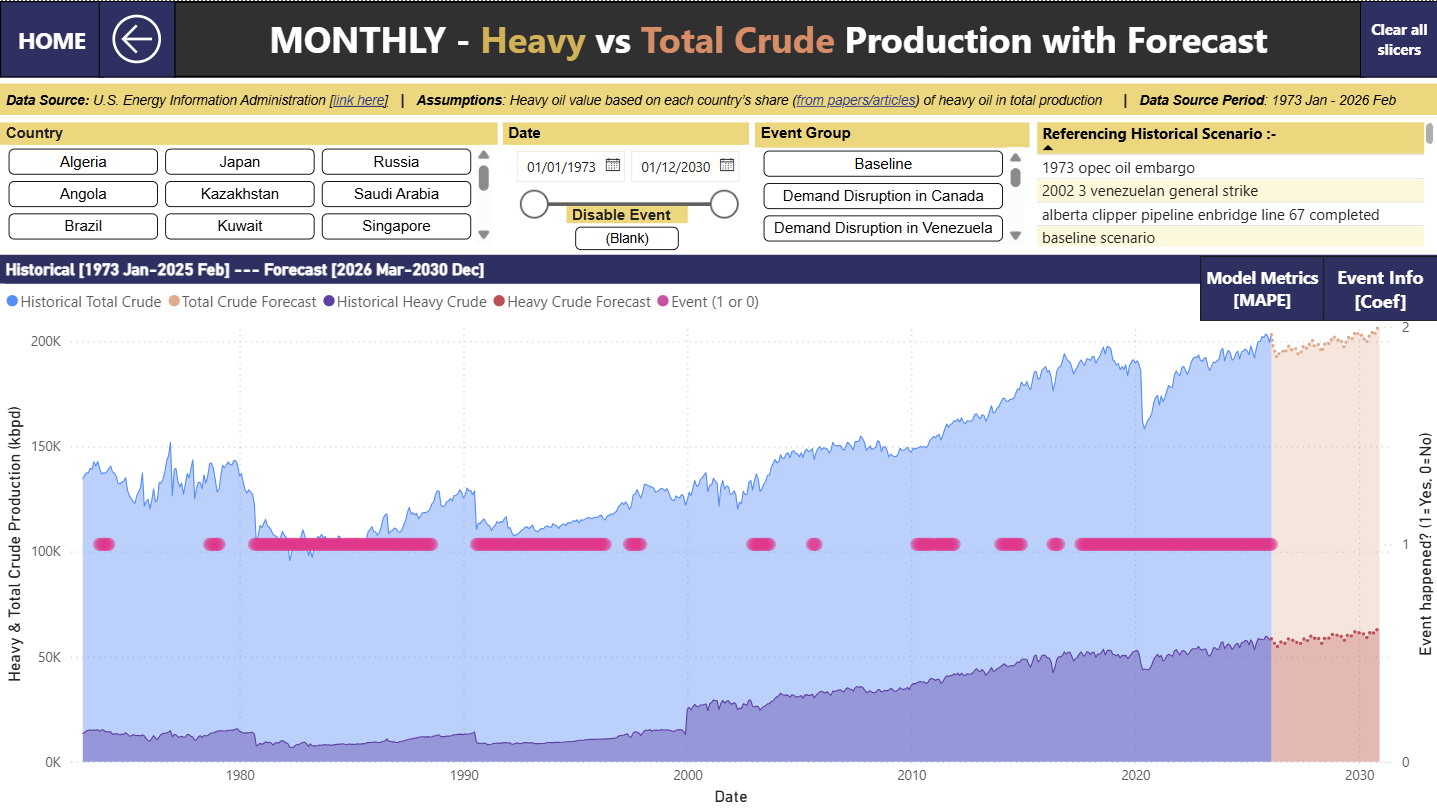 HOME
MONTHLY - Heavy vs Total Crude Production with Forecast
Clear all
slicers
Data Source: U.S. Energy Information Administration [link here] | Assumptions: Heavy oil value based on each country's share (from papers/articles) of heavy oil in total production | Data Source Period: 1973 Jan - 2026 Feb
Country
Algeria
Japan
Russia
Angola
Kazakhstan
Saudi Arabia
Brazil
Kuwait
Singapore
Date
01/01/1973
01/12/2030
Disable Event
(Blank)
Event Group
Baseline
Demand Disruption in Canada
Demand Disruption in Venezuela
Referencing Historical Scenario :-
1973 opec oil embargo
2002 3 venezuelan general strike
alberta clipper pipeline enbridge line 67 completed
baseline scenario
Historical [1973 Jan-2025 Feb] --- Forecast [2026 Mar-2030 Dec]
Model Metrics
[MAPE]
Event Info
[Coef]
Historical Total Crude
Total Crude Forecast
Historical Heavy Crude
Heavy Crude Forecast
Event (1 or 0)
Heavy & Total Crude Production (kbpd)
200K
150K
100K
50K
0K
2
1
0
Event happened? (1=Yes, 0=No)
1980
1990
2000
2010
2020
2030
Date